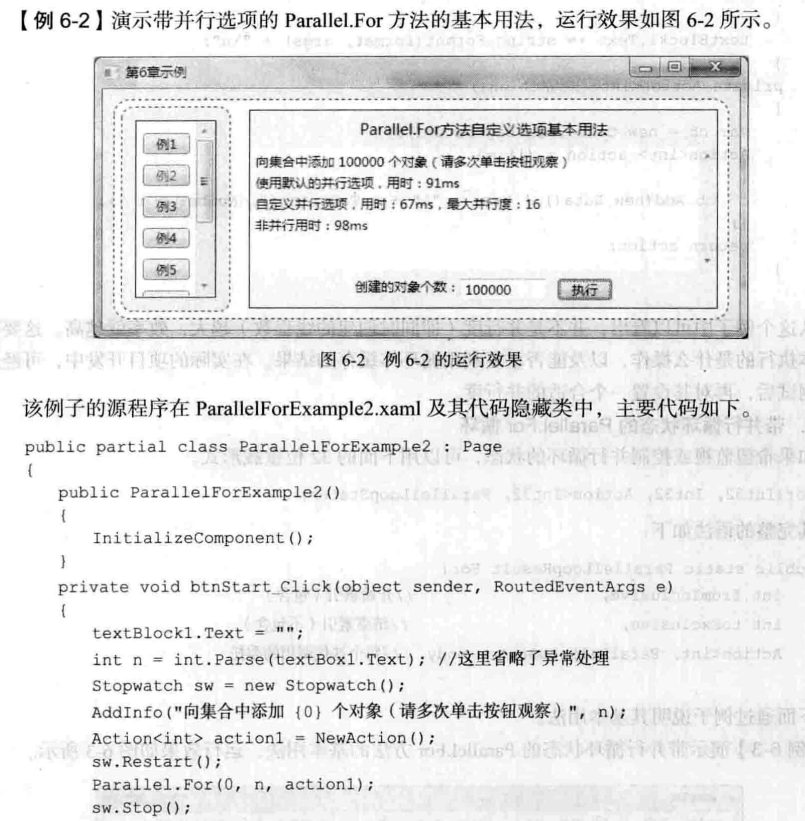 【例 6-2】演示带并行选项的 Parallel.For 方法的基本用法，运行效果如图 6-2 所示。
第6章示例
Parallel.For方法自定义选项基本用法
例1
例2
例3
例4
例5
向集合中添加 100000 个对象（请多次单击按钮观察）
使用默认的并行选项，用时：91ms
自定义并行选项，用时：67ms，最大并行度：16
非并行用时：98ms
创建的对象个数： 100000 执行
图 6-2 例 6-2 的运行效果
该例子的源程序在 ParallelForExample2.xaml 及其代码隐藏类中，主要代码如下。
public partial class ParallelForExample2 : Page
{
public ParallelForExample2()
{
InitializeComponent();
}
private void btnStart_Click(object sender, RoutedEventArgs e)
{
textBlock1.Text = "";
int n = int.Parse(textBox1.Text); //这里省略了异常处理
Stopwatch sw = new Stopwatch();
AddInfo("向集合中添加 {0} 个对象（请多次单击按钮观察）", n);
Action<int> action1 = NewAction();
sw.Restart();
Parallel.For(0, n, action1);
sw.Stop();